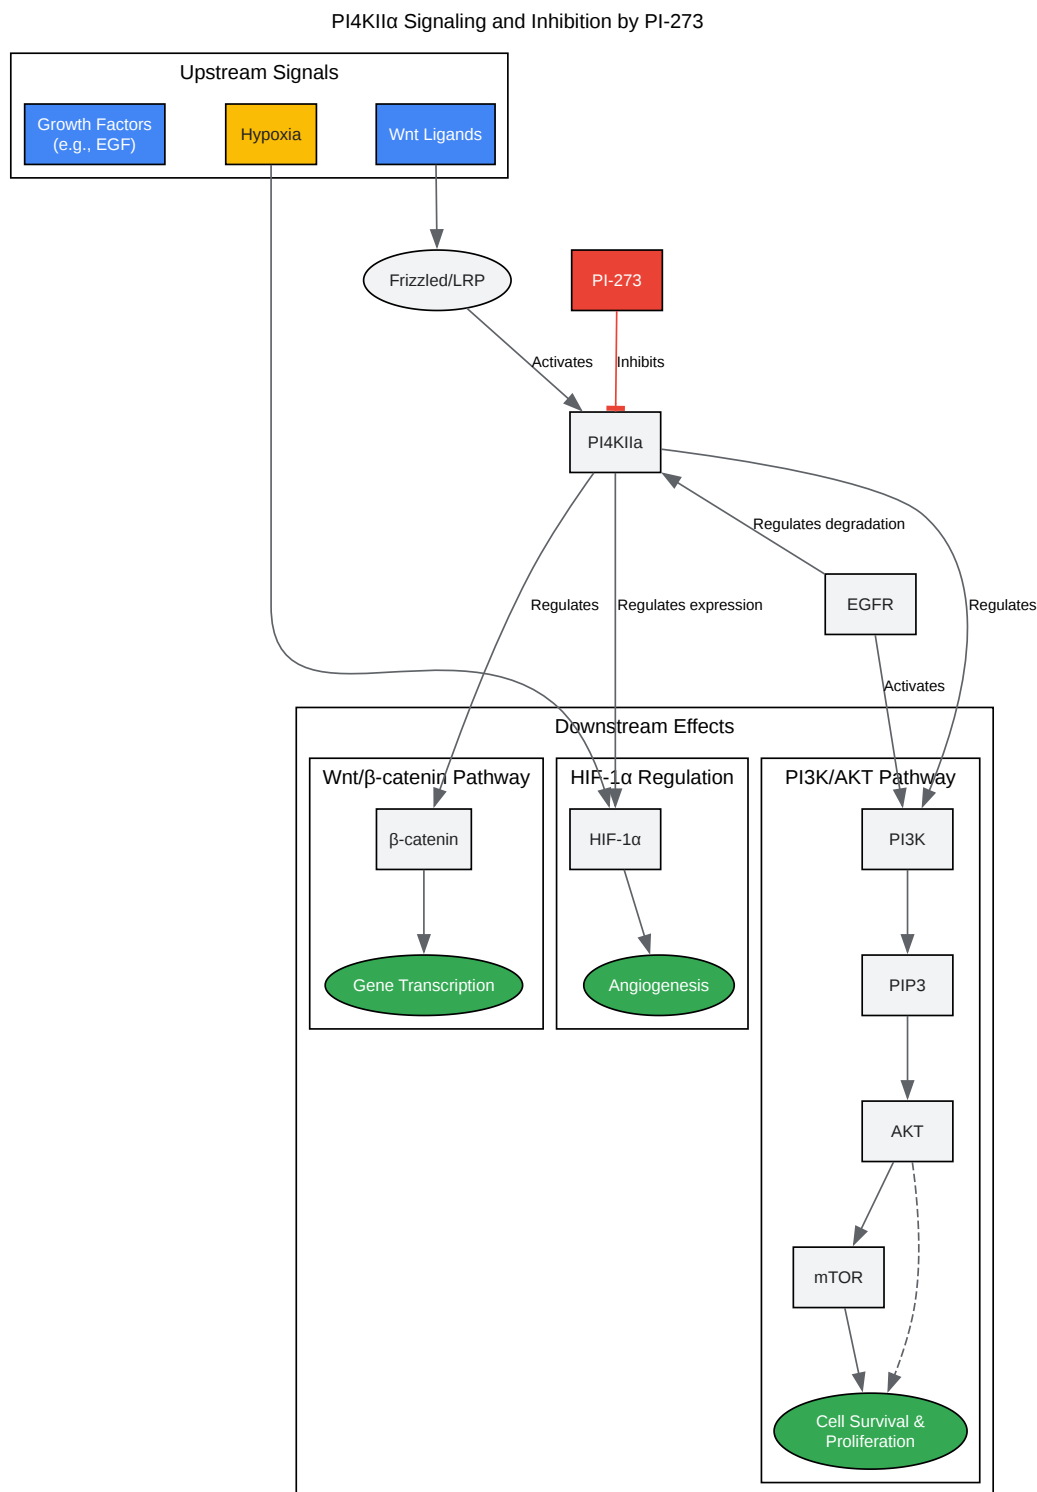 PI4KIIα Signaling and Inhibition by PI-273
Upstream Signals
Growth Factors
(e.g., EGF)
Hypoxia
Wnt Ligands
Frizzled/LRP
PI-273
Activates
Inhibits
PI4KIIa
Regulates degradation
EGFR
Regulates
Regulates expression
Regulates
Activates
Downstream Effects
Wnt/β-catenin Pathway
HIF-1α Regulation
PI3K/AKT Pathway
β-catenin
HIF-1α
PI3K
Gene Transcription
Angiogenesis
PIP3
AKT
mTOR
Cell Survival &
Proliferation